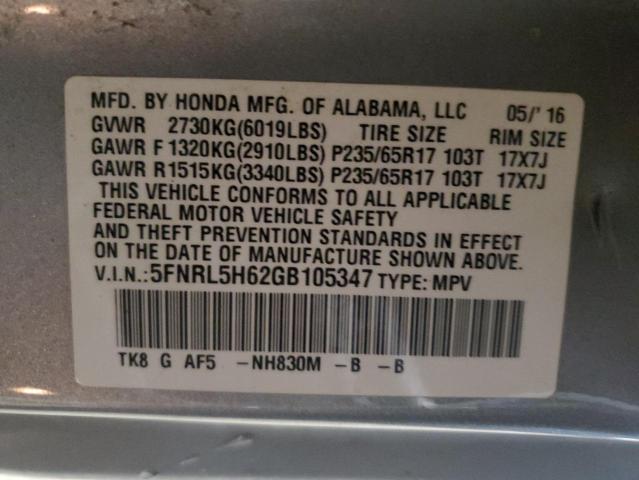 MFD. BY HONDA MFG. OF ALABAMA, LLC 05/'16
GVWR 2730KG(6019LBS) TIRE SIZE RIM SIZE
GAWR F 1320KG(2910LBS) P235/65R17 103T 17X7J
GAWR R1515KG(3340LBS) P235/65R17 103T 17X7J
THIS VEHICLE CONFORMS TO ALL APPLICABLE
FEDERAL MOTOR VEHICLE SAFETY
AND THEFT PREVENTION STANDARDS IN EFFECT
ON THE DATE OF MANUFACTURE SHOWN ABOVE.
V.I.N.:5FNRL5H62GB105347 TYPE: MPV
TK8 G AF5 -NH830M -B -B